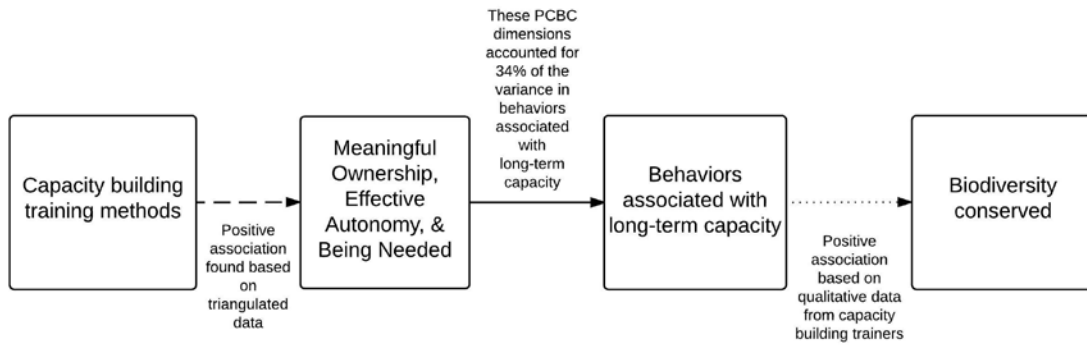 Capacity building
training methods
Positive
association
found based
on
triangulated
data
Meaningful
Ownership,
Effective
Autonomy, &
Being Needed
These PCBC
dimensions
accounted for
34% of the
variance in
behaviors
associated
with
long-term
capacity
Behaviors
associated with
long-term capacity
Positive
association
based on
qualitative data
from capacity
building trainers
Biodiversity
conserved